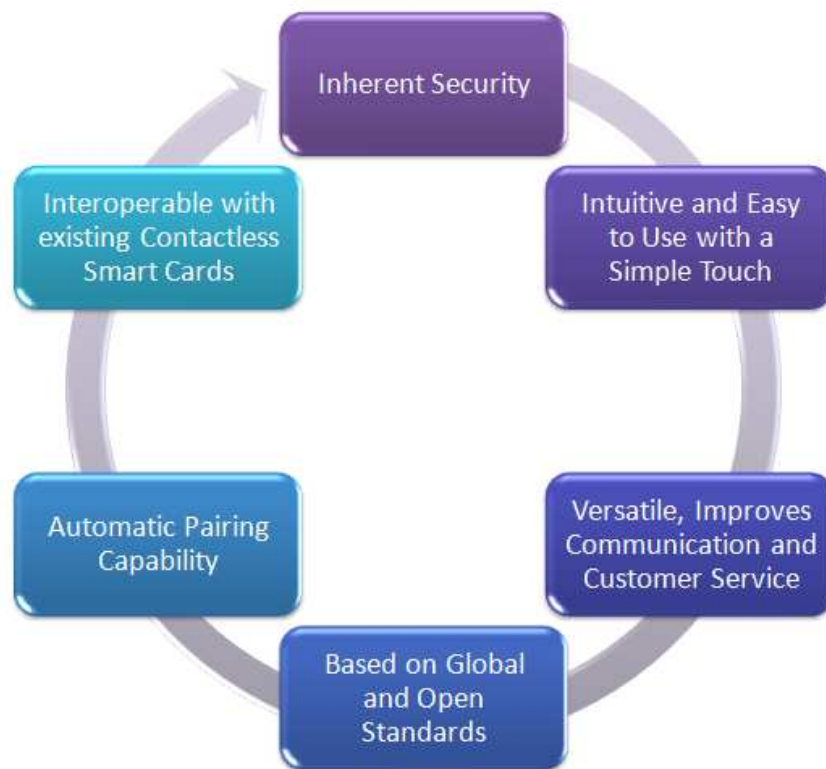 Inherent Security
Intuitive and Easy
to Use with a
Simple Touch
Versatile, Improves
Communication and
Customer Service
Based on Global
and Open
Standards
Automatic Pairing
Capability
Interoperable with
existing Contactless
Smart Cards